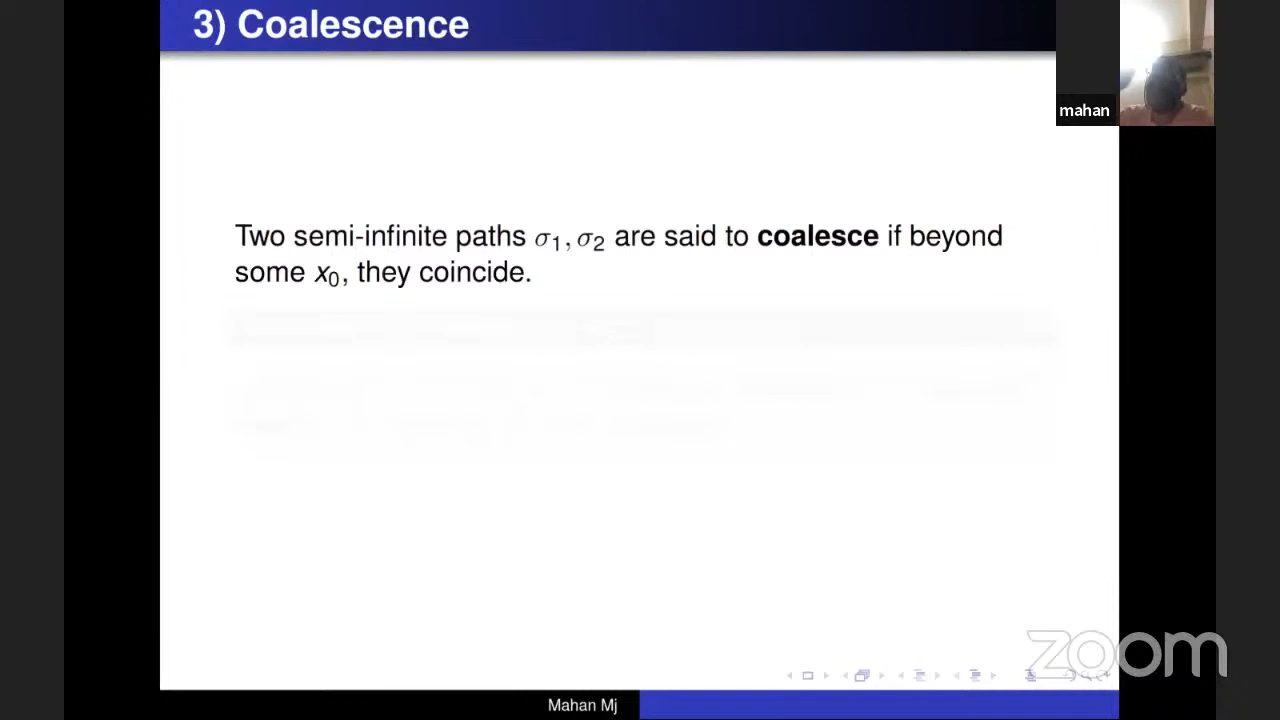 3) Coalescence
mahan
Two semi-infinite paths σ₁, σ₂ are said to coalesce if beyond
some x₀, they coincide.
zoom
Mahan Mj